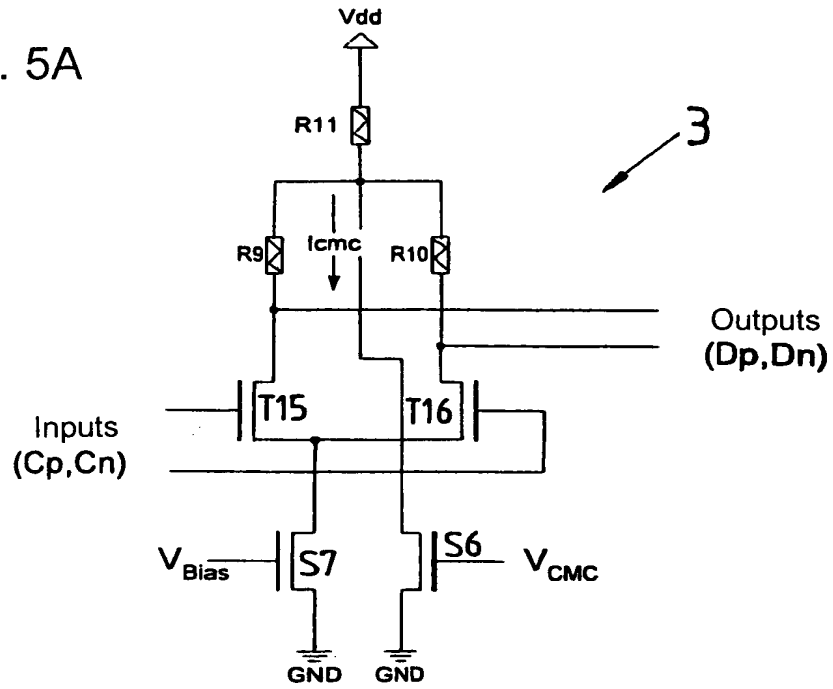 . 5A
Vdd
R11
3
R9
Icmc
R10
Outputs
(Dp,Dn)
T15
T16
Inputs
(Cp,Cn)
VBias
S7
S6
VCMC
GND
GND